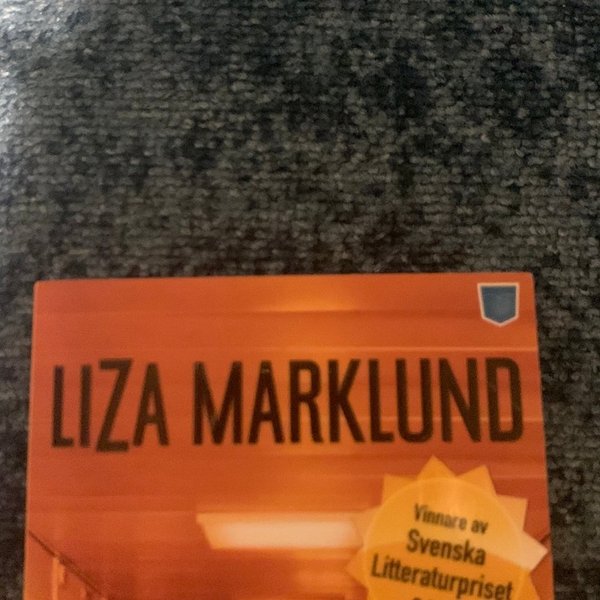 LIZA MARKLUND
Vinnare av
Svenska
Litteraturpriset